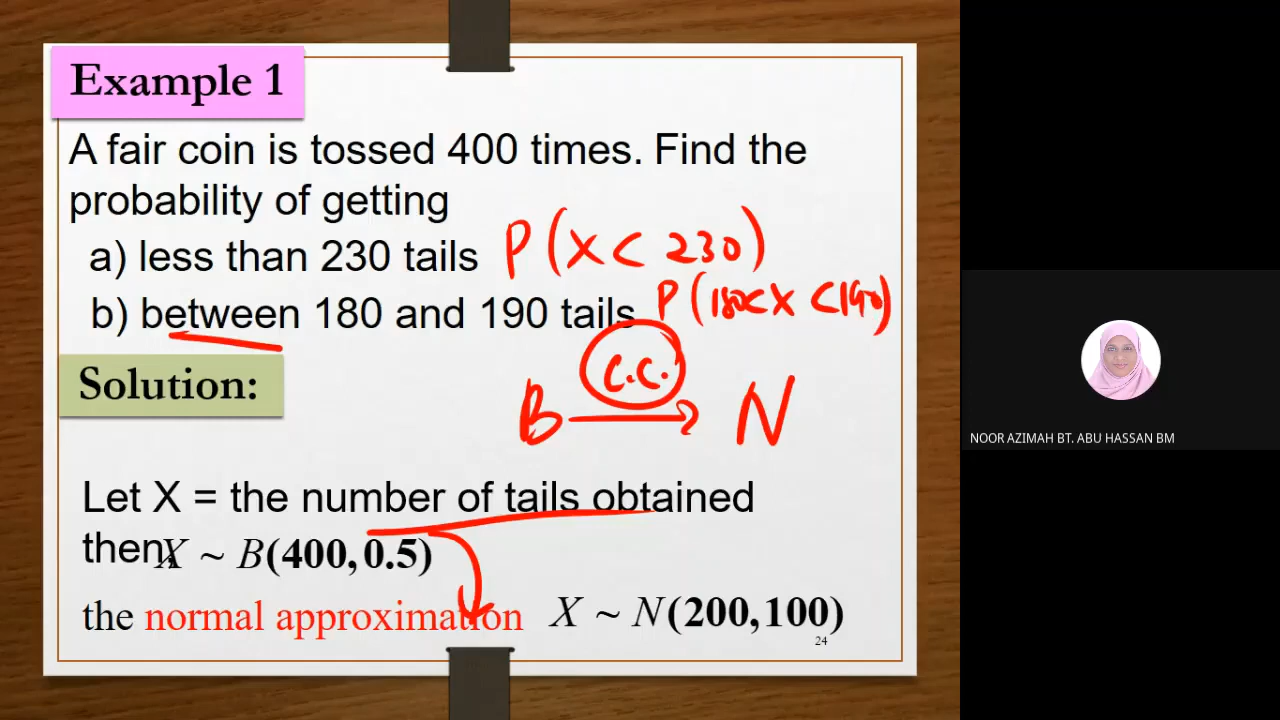 Example 1
A fair coin is tossed 400 times. Find the
probability of getting
a) less than 230 tails P(X < 230)
b) between 180 and 190 tails P(180<X <190)
Solution:
C.C.
B → N
Let X = the number of tails obtained
then, X ~ B(400, 0.5)
the normal approximation X ~ N(200,100)
24
NOOR AZIMAH BT. ABU HASSAN BM